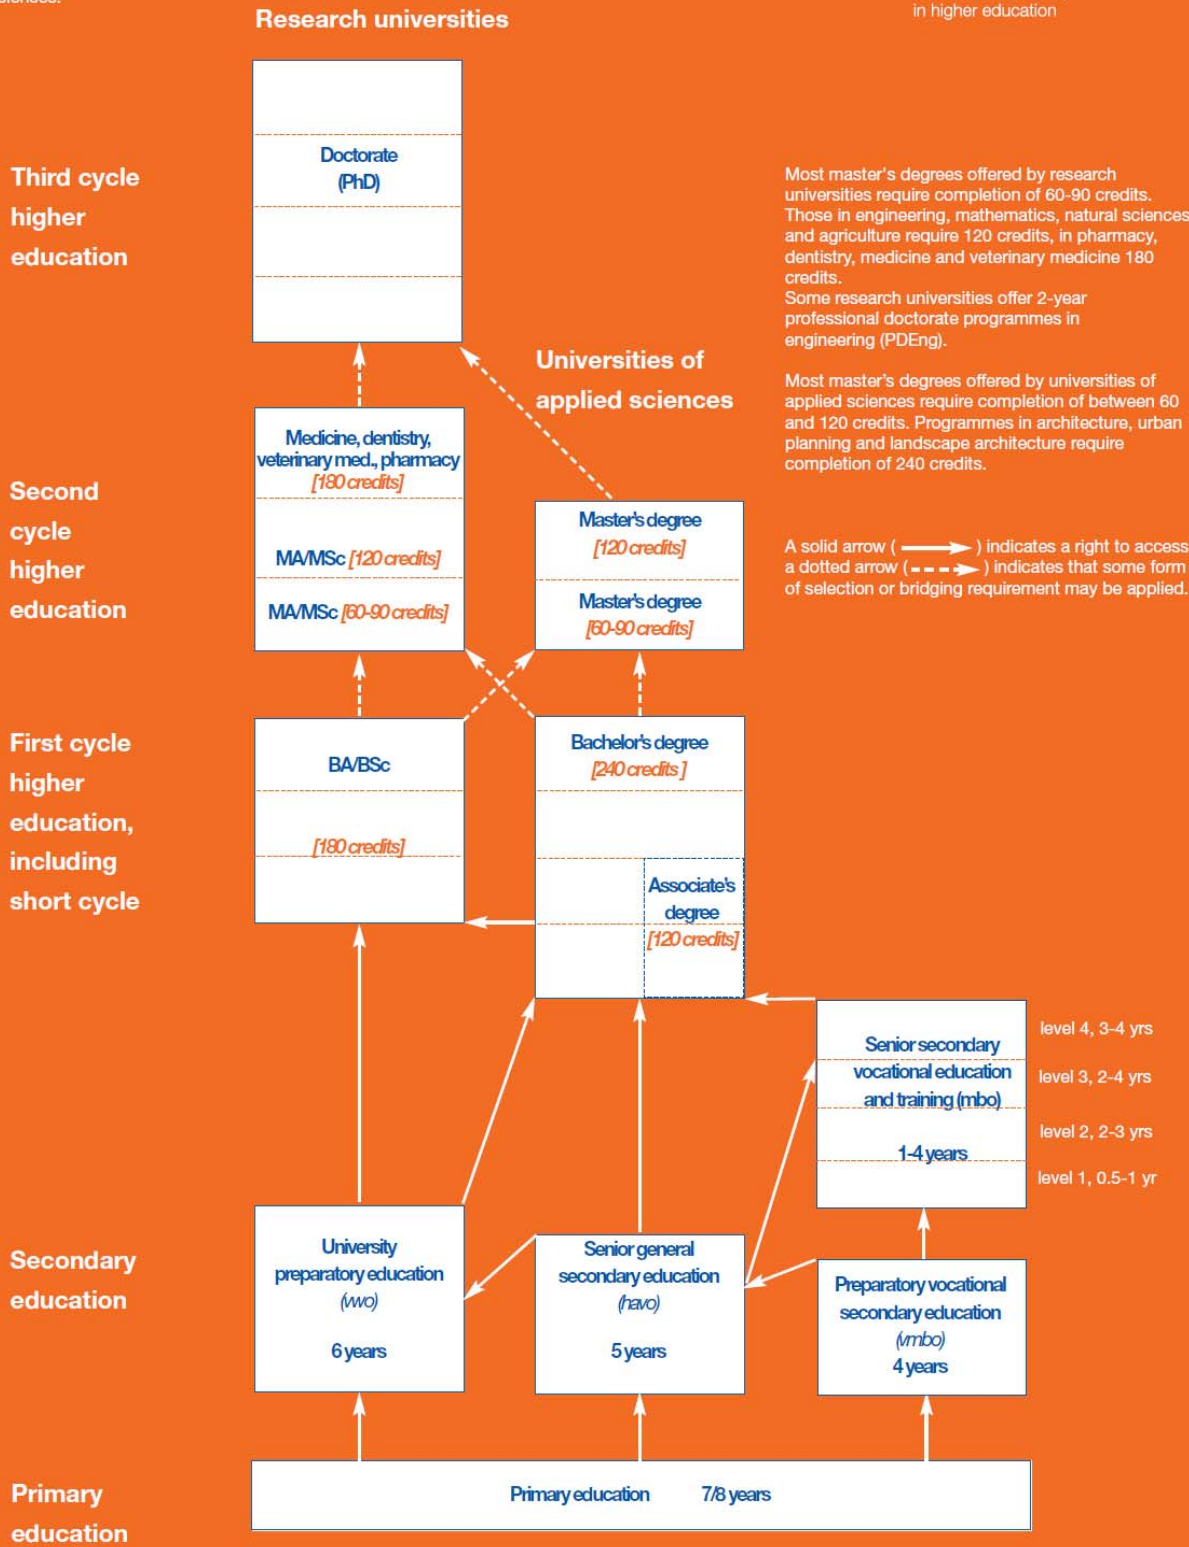 in higher education
Research universities
Third cycle
higher
education
Doctorate
(PhD)
Most master's degrees offered by research
universities require completion of 60-90 credits.
Those in engineering, mathematics, natural sciences
and agriculture require 120 credits, in pharmacy,
dentistry, medicine and veterinary medicine 180
credits.
Some research universities offer 2-year
professional doctorate programmes in
engineering (PDEng).
Most master's degrees offered by universities of
applied sciences require completion of between 60
and 120 credits. Programmes in architecture, urban
planning and landscape architecture require
completion of 240 credits.
Universities of
applied sciences
Second
cycle
higher
education
Medicine, dentistry,
veterinary med., pharmacy
[180 credits]
MA/MSc [120 credits]
MA/MSc [60-90 credits]
Master's degree
[120 credits]
Master's degree
[60-90 credits]
A solid arrow ( ) indicates a right to access
a dotted arrow ( ) indicates that some form
of selection or bridging requirement may be applied.
First cycle
higher
education,
including
short cycle
BA/BSc
[180 credits]
Bachelor's degree
[240 credits ]
Associate's
degree
[120 credits]
Senior secondary
vocational education
and training (mbo)
1-4 years
level 4, 3-4 yrs
level 3, 2-4 yrs
level 2, 2-3 yrs
level 1, 0.5-1 yr
Secondary
education
University
preparatory education
(vwo)
6 years
Senior general
secondary education
(havo)
5 years
Preparatory vocational
secondary education
(vmbo)
4 years
Primary
education
Primary education 7/8 years